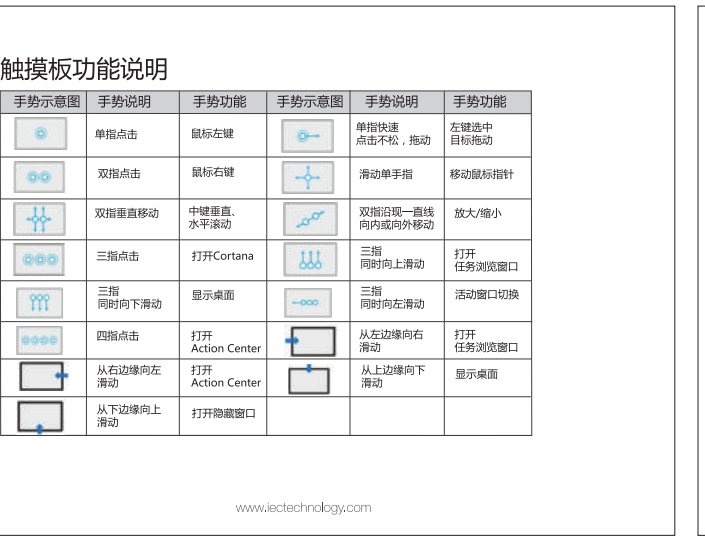 触摸板功能说明
手势示意图 手势说明 手势功能 手势示意图 手势说明 手势功能
单指点击 鼠标左键 单指快速 左键选中
点击不松，拖动 目标拖动
双指点击 鼠标右键 滑动单手指 移动鼠标指针
双指垂直移动 中键垂直、 双指沿现一直线 放大/缩小
水平滚动 向内或向外移动
三指点击 打开Cortana 三指 打开
同时向上滑动 任务浏览窗口
三指 显示桌面 三指 活动窗口切换
同时向下滑动 同时向左滑动
四指点击 打开 从左边缘向右 打开
Action Center 滑动 任务浏览窗口
从右边缘向左 打开 从上边缘向下 显示桌面
滑动 Action Center 滑动
从下边缘向上 打开隐藏窗口
滑动
www.iectechnology.com